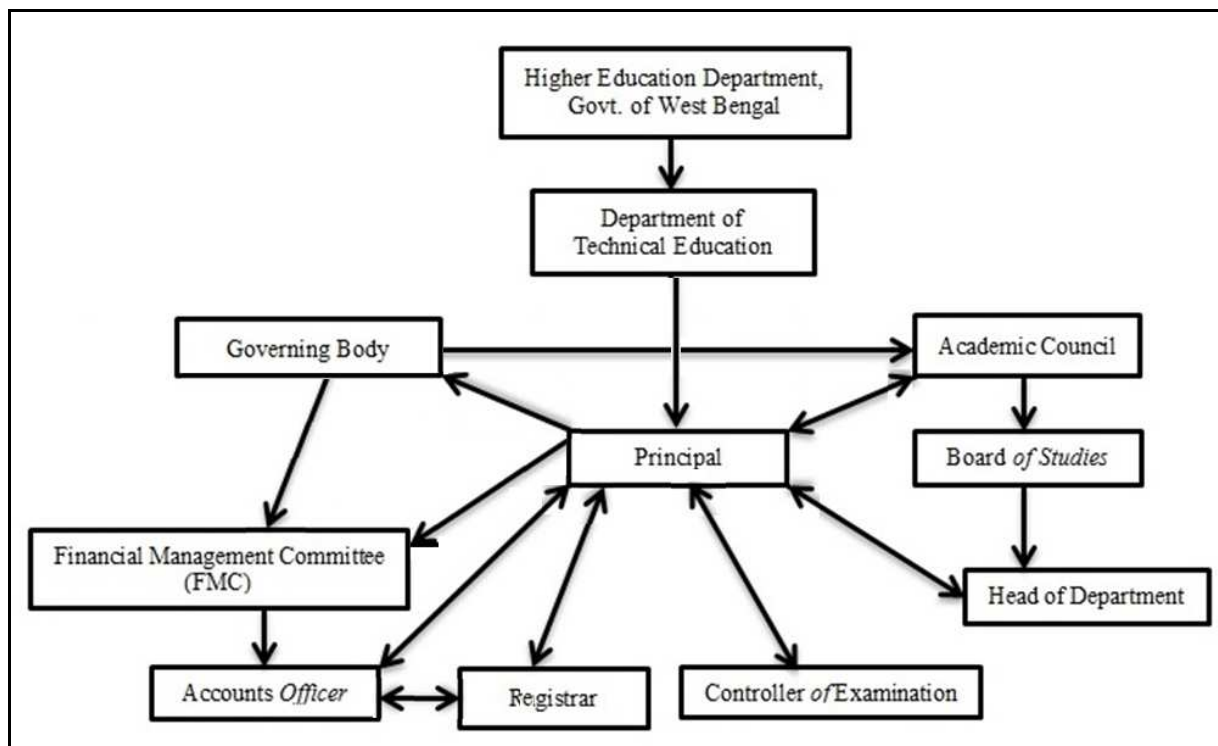 Higher Education Department,
Govt. of West Bengal
Department of
Technical Education
Governing Body
Academic Council
Principal
Board of Studies
Financial Management Committee
(FMC)
Head of Department
Accounts Officer
Registrar
Controller of Examination